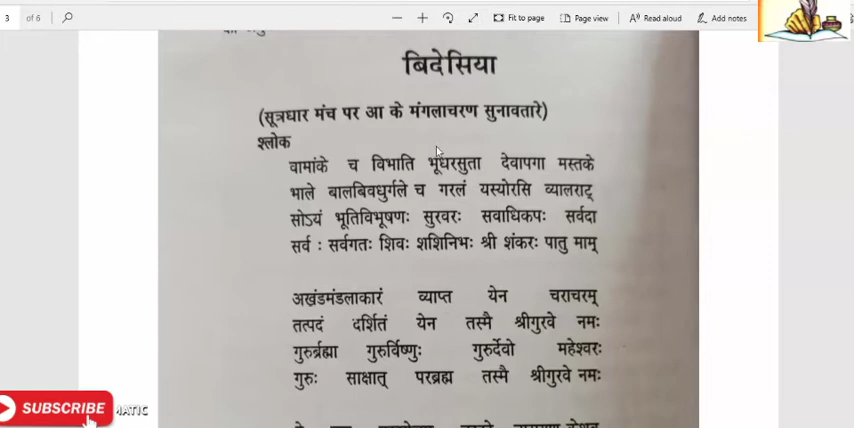 3 of 6 Fit to page Page view Read aloud Add notes
बिदेसिया
(सूत्रधार मंच पर आ के मंगलाचरण सुनावतारे)
श्लोक
वामांके च विभाति भूधरसुता देवापगा मस्तके
भाले बालबिवधुर्गले च गरलं यस्योरसि व्यालराट्
सोऽयं भूतिविभूषणः सुरवरः सवाधिकपः सर्वदा
सर्व : सर्वगतः शिवः शशिनिभः श्री शंकरः पातु माम्
अखंडमंडलाकारं व्याप्त येन चराचरम्
तत्पदं दर्शितं येन तस्मै श्रीगुरवे नमः
गुरुर्ब्रह्मा गुरुर्विष्णुः गुरुर्देवो महेश्वरः
गुरुः साक्षात् परब्रह्म तस्मै श्रीगुरवे नमः
SUBSCRIBE MATIC